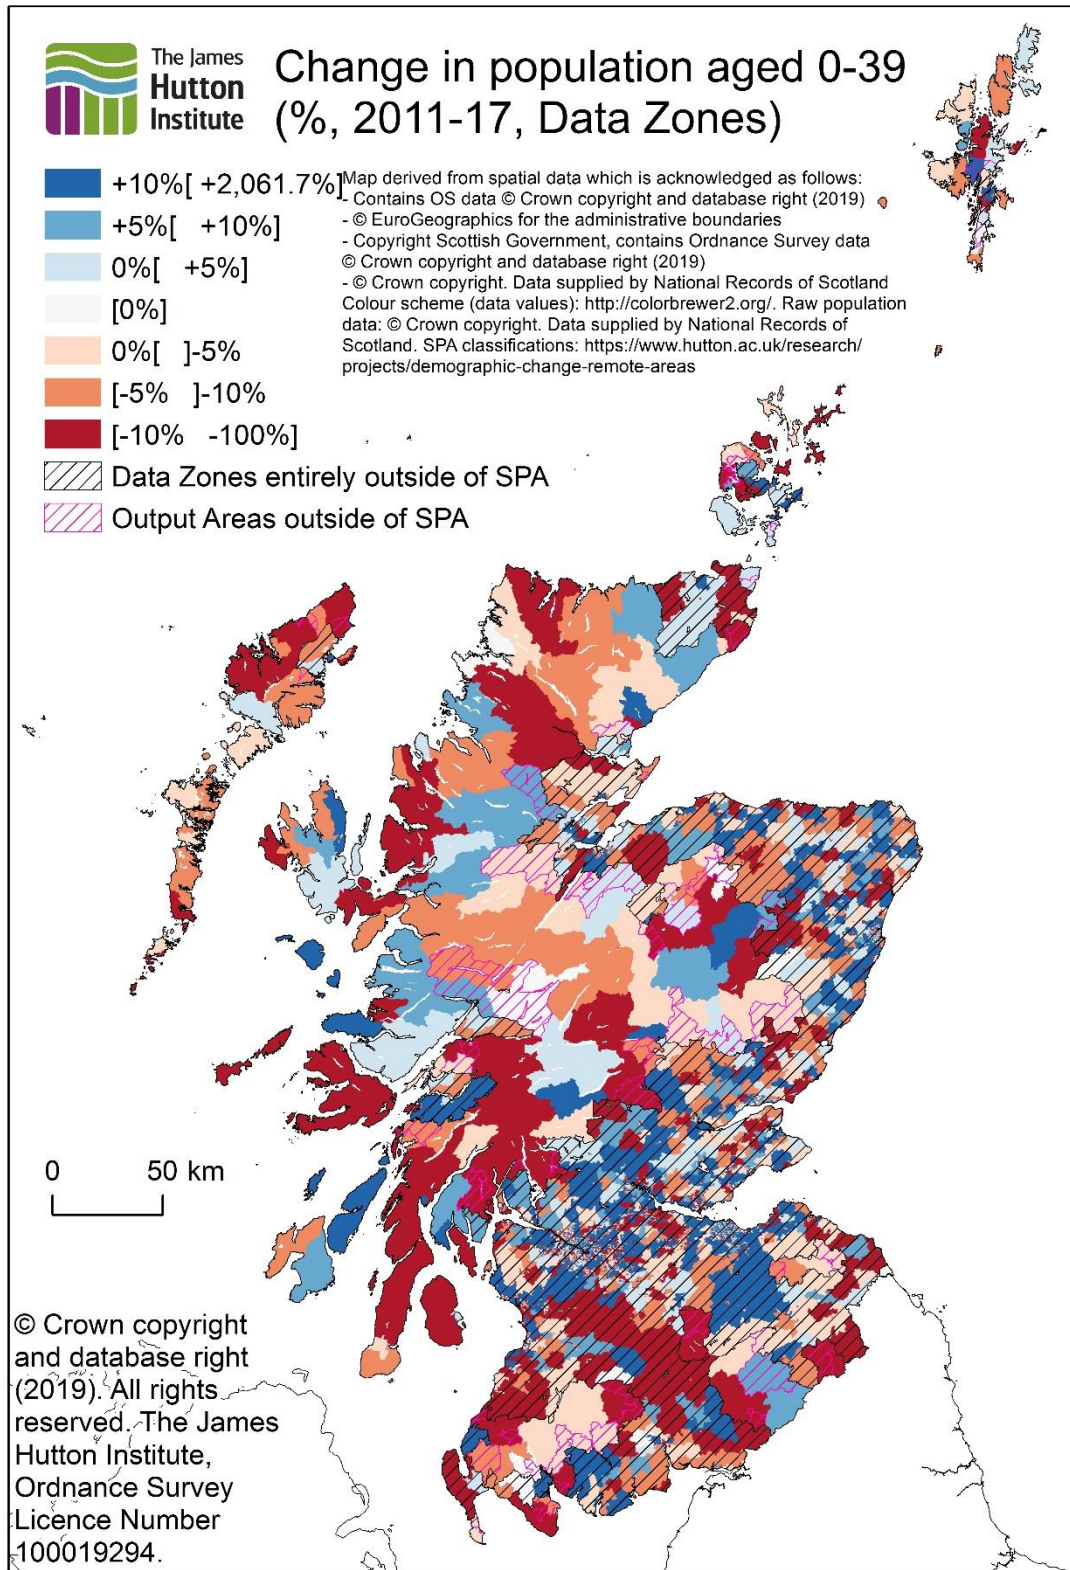 The James
Hutton
Institute
Change in population aged 0-39
(%, 2011-17, Data Zones)
+10%[ +2,061.7%]
+5%[ +10%]
0%[ +5%]
[0%]
0%[ ]-5%
[-5% ]-10%
[-10% -100%]
Data Zones entirely outside of SPA
Output Areas outside of SPA
Map derived from spatial data which is acknowledged as follows:
- Contains OS data © Crown copyright and database right (2019)
- © EuroGeographics for the administrative boundaries
- Copyright Scottish Government, contains Ordnance Survey data
© Crown copyright and database right (2019)
- © Crown copyright. Data supplied by National Records of Scotland
Colour scheme (data values): http://colorbrewer2.org/. Raw population
data: © Crown copyright. Data supplied by National Records of
Scotland. SPA classifications: https://www.hutton.ac.uk/research/
projects/demographic-change-remote-areas
0 50 km
© Crown copyright
and database right
(2019). All rights
reserved. The James
Hutton Institute,
Ordnance Survey
Licence Number
100019294.